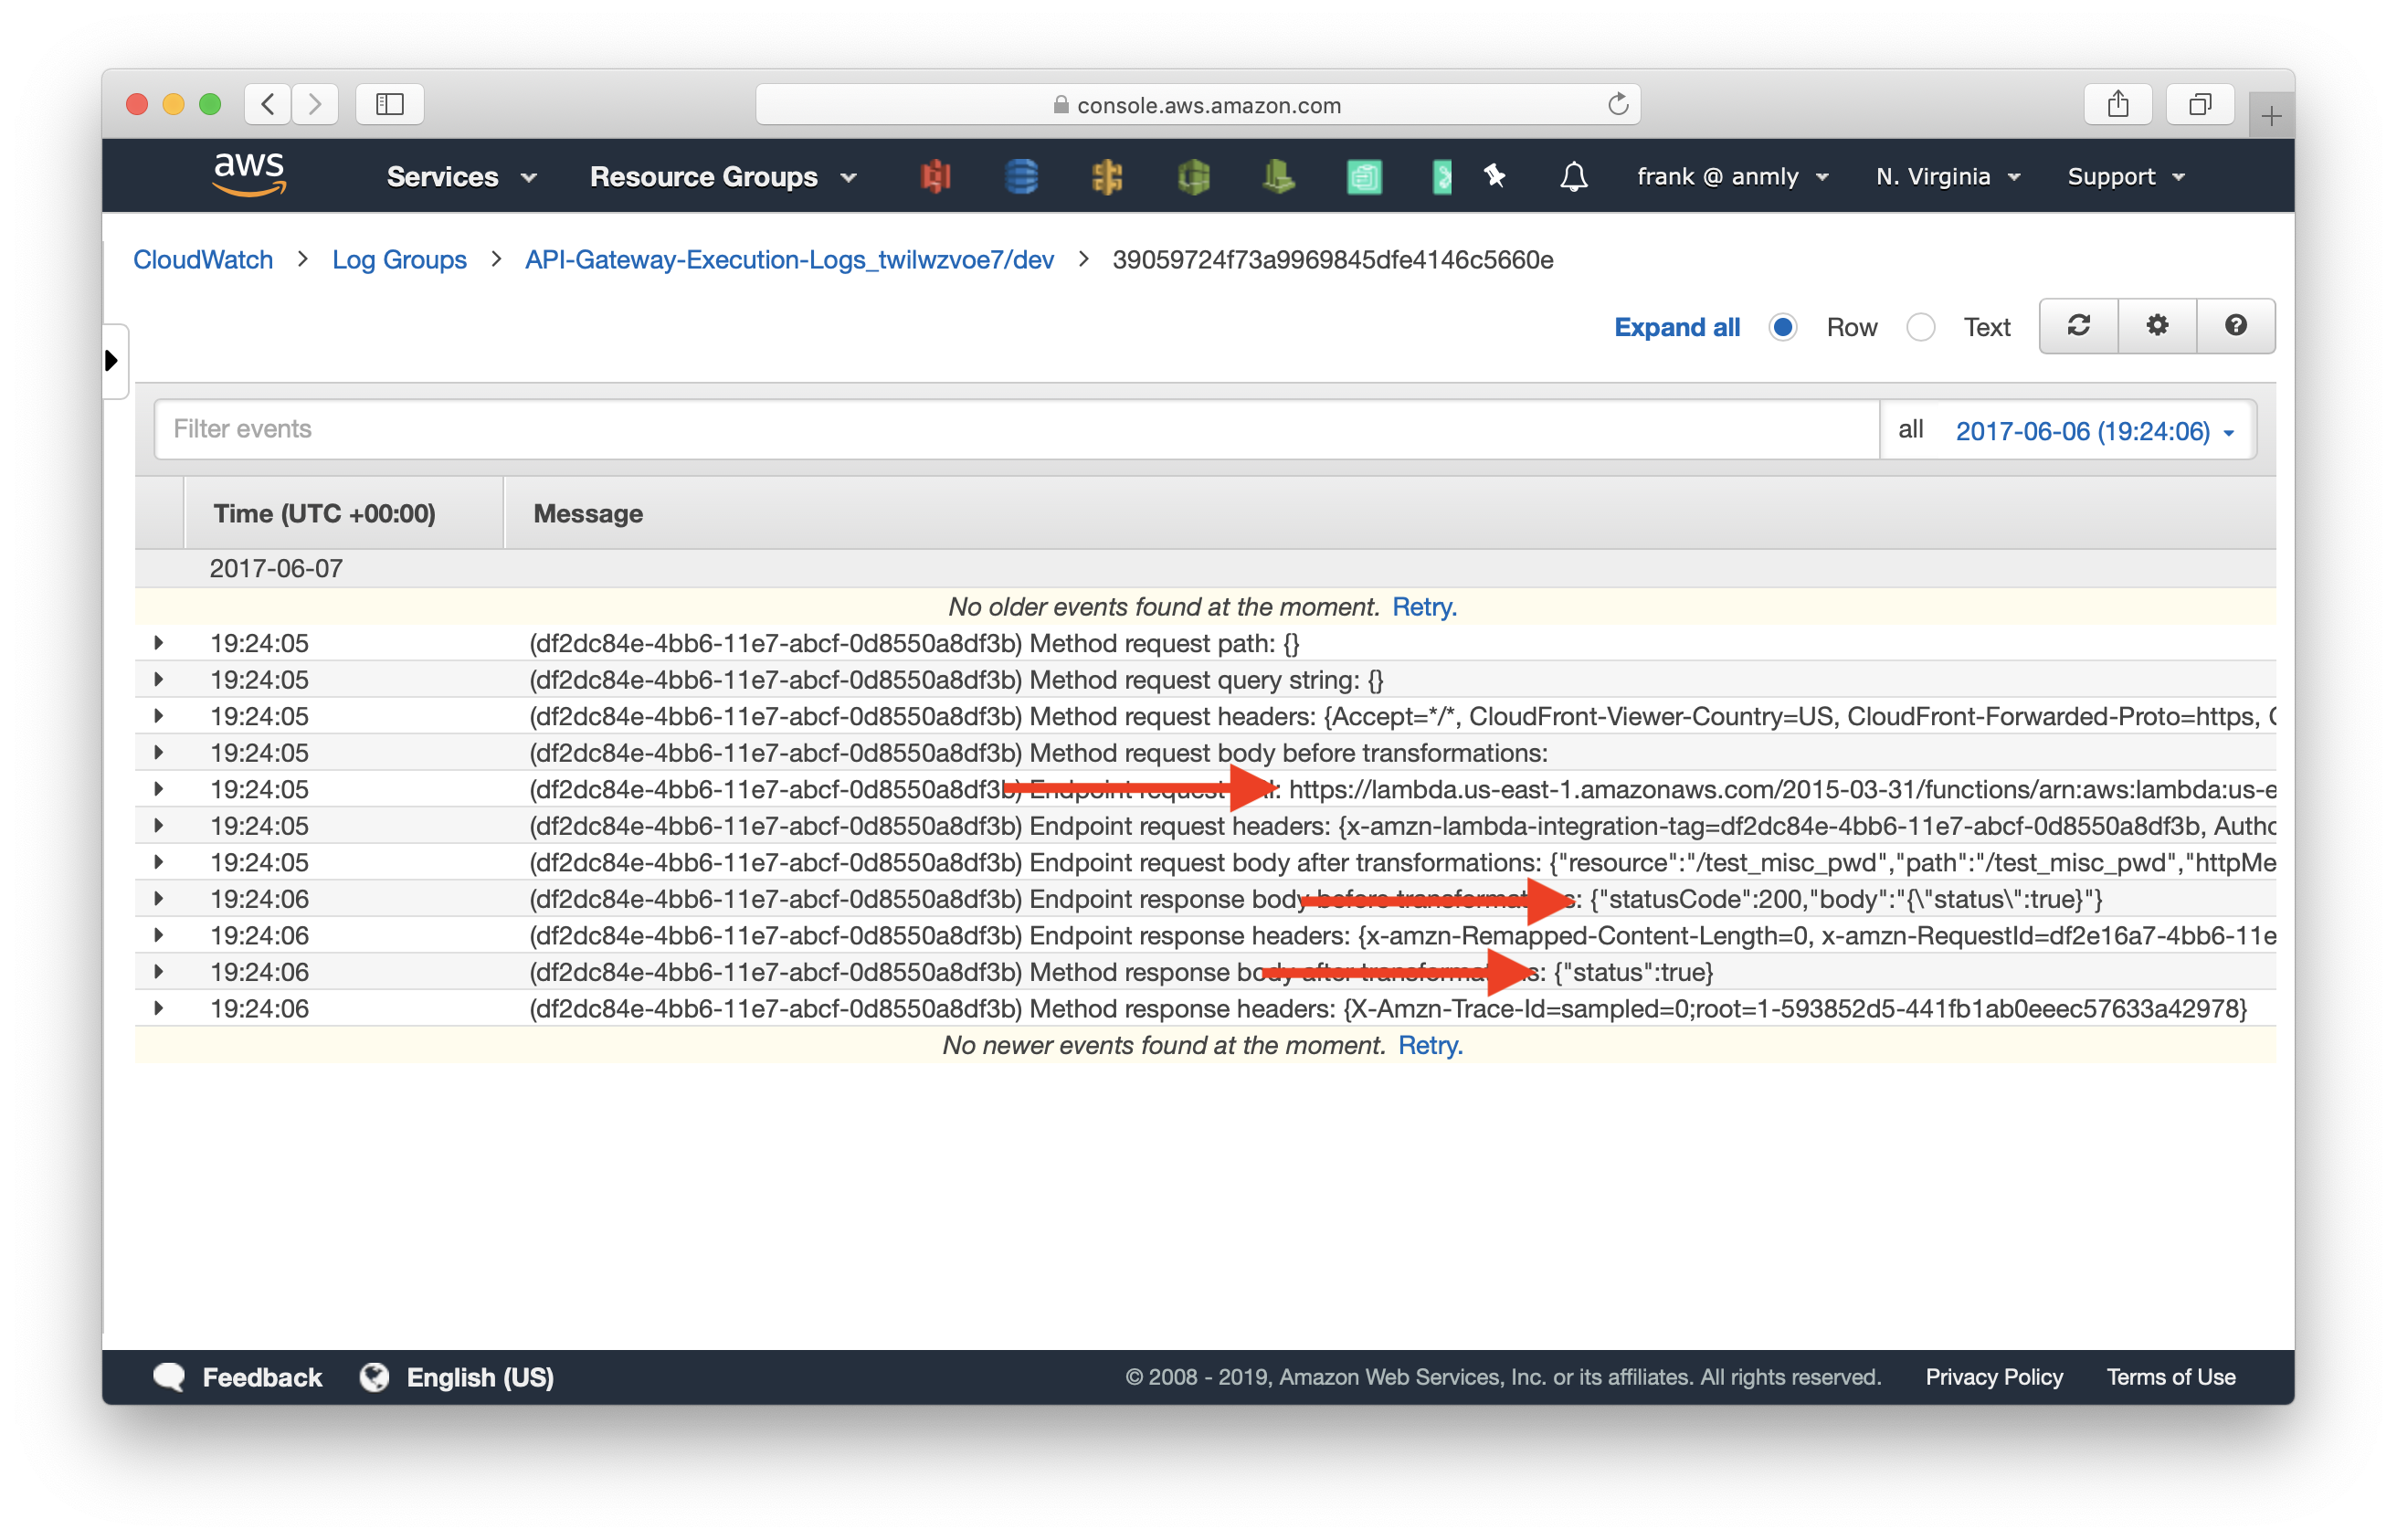 console.aws.amazon.com
aws Services Resource Groups frank @ anmly N. Virginia Support
CloudWatch > Log Groups > API-Gateway-Execution-Logs_twilwzvoe7/dev > 39059724f73a9969845dfe4146c5660e
Expand all Row Text
Filter events all 2017-06-06 (19:24:06)
Time (UTC +00:00) Message
2017-06-07
No older events found at the moment. Retry.
19:24:05 (df2dc84e-4bb6-11e7-abcf-0d8550a8df3b) Method request path: {}
19:24:05 (df2dc84e-4bb6-11e7-abcf-0d8550a8df3b) Method request query string: {}
19:24:05 (df2dc84e-4bb6-11e7-abcf-0d8550a8df3b) Method request headers: {Accept=*/*, CloudFront-Viewer-Country=US, CloudFront-Forwarded-Proto=https,
19:24:05 (df2dc84e-4bb6-11e7-abcf-0d8550a8df3b) Method request body before transformations:
19:24:05 (df2dc84e-4bb6-11e7-abcf-0d8550a8df3b) Endpoint request : https://lambda.us-east-1.amazonaws.com/2015-03-31/functions/arn:aws:lambda:us-e
19:24:05 (df2dc84e-4bb6-11e7-abcf-0d8550a8df3b) Endpoint request headers: {x-amzn-lambda-integration-tag=df2dc84e-4bb6-11e7-abcf-0d8550a8df3b, Autho
19:24:05 (df2dc84e-4bb6-11e7-abcf-0d8550a8df3b) Endpoint request body after transformations: {"resource":"/test_misc_pwd","path":"/test_misc_pwd","httpMe
19:24:06 (df2dc84e-4bb6-11e7-abcf-0d8550a8df3b) Endpoint response body before transformations: {"statusCode":200,"body":"{\"status\":true}"}
19:24:06 (df2dc84e-4bb6-11e7-abcf-0d8550a8df3b) Endpoint response headers: {x-amzn-Remapped-Content-Length=0, x-amzn-RequestId=df2e16a7-4bb6-11e
19:24:06 (df2dc84e-4bb6-11e7-abcf-0d8550a8df3b) Method response body after transformations: {"status":true}
19:24:06 (df2dc84e-4bb6-11e7-abcf-0d8550a8df3b) Method response headers: {X-Amzn-Trace-Id=sampled=0;root=1-593852d5-441fb1ab0eeec57633a42978}
No newer events found at the moment. Retry.
Feedback English (US) © 2008 - 2019, Amazon Web Services, Inc. or its affiliates. All rights reserved. Privacy Policy Terms of Use